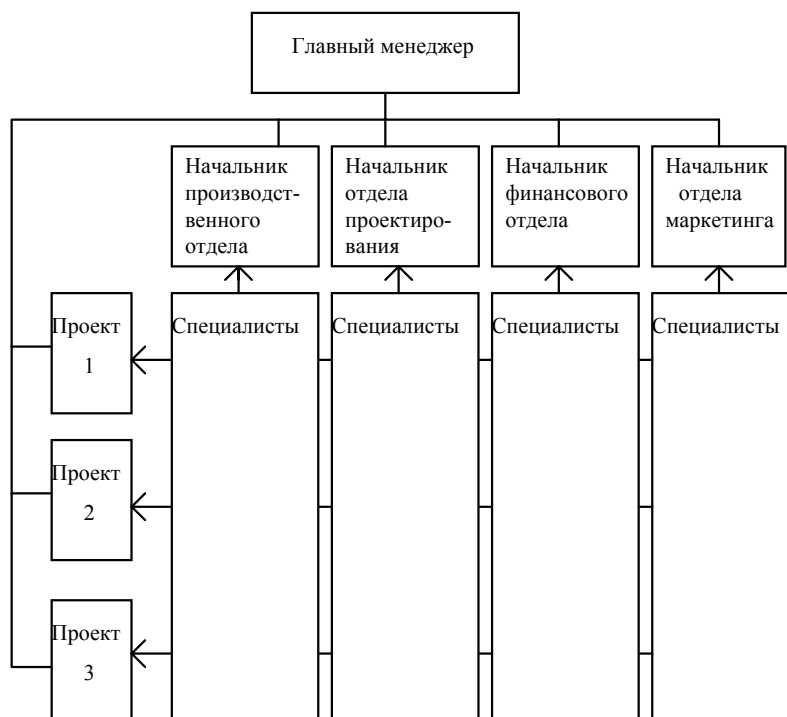 Главный менеджер
Начальник
производст-
венного
отдела
Начальник
отдела
проектиро-
вания
Начальник
финансового
отдела
Начальник
отдела
маркетинга
Проект
1
Специалисты
Специалисты
Специалисты
Специалисты
Проект
2
Проект
3